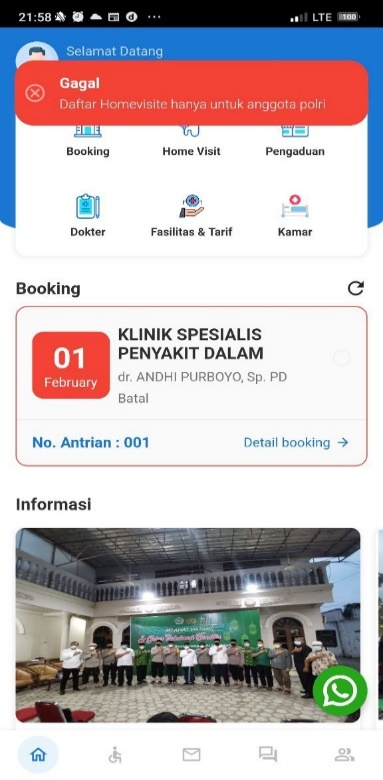 21:58
LTE
100
Selamat Datang
Gagal
Daftar Homevisite hanya untuk anggota polri
Booking
Home Visit
Pengaduan
Dokter
Fasilitas & Tarif
Kamar
Booking
01
February
KLINIK SPESIALIS
PENYAKIT DALAM
dr. ANDHI PURBOYO, Sp. PD
Batal
No. Antrian : 001
Detail booking
Informasi
SELAMAT DATANG